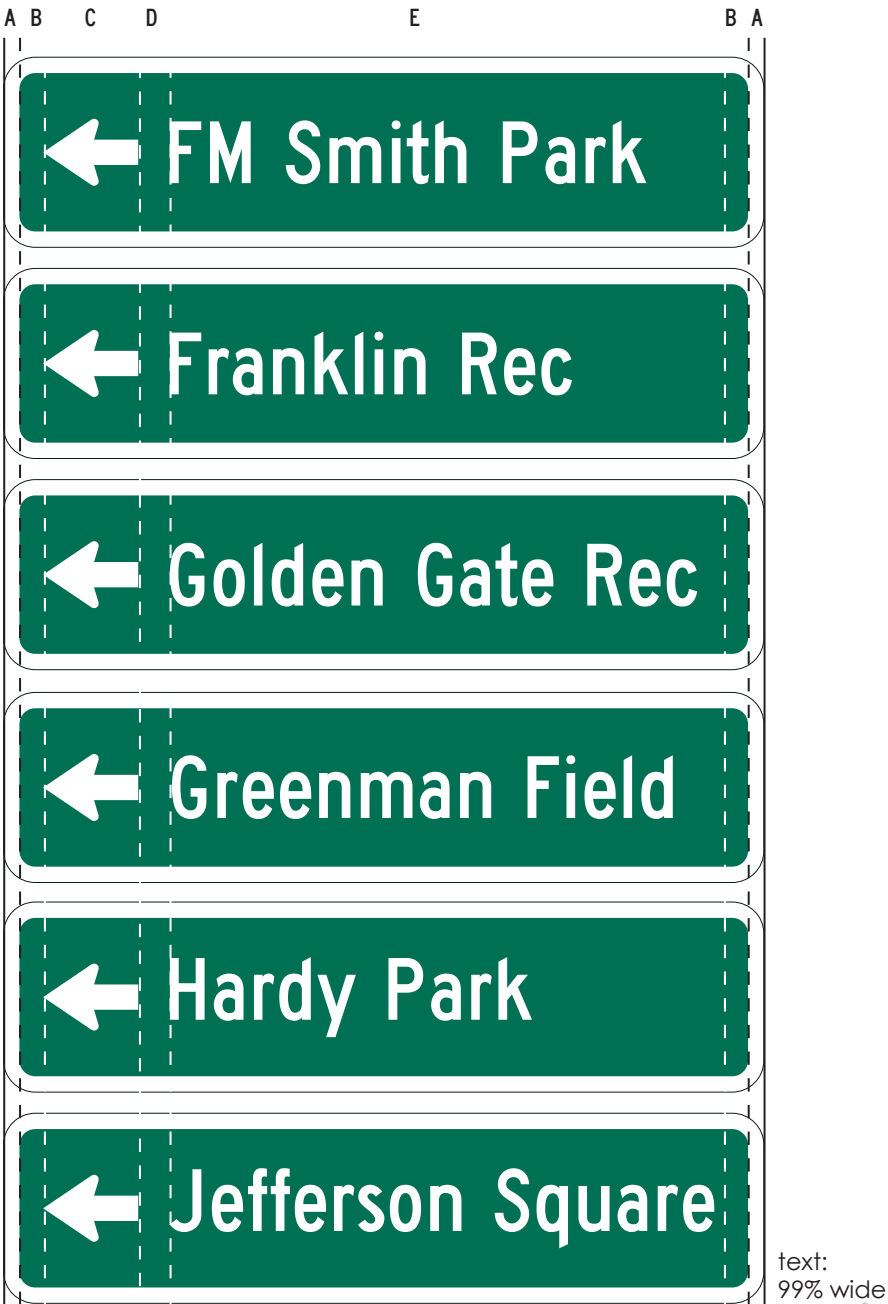 A B C D E B A
FM Smith Park
Franklin Rec
Golden Gate Rec
Greenman Field
Hardy Park
Jefferson Square
text:
99% wide